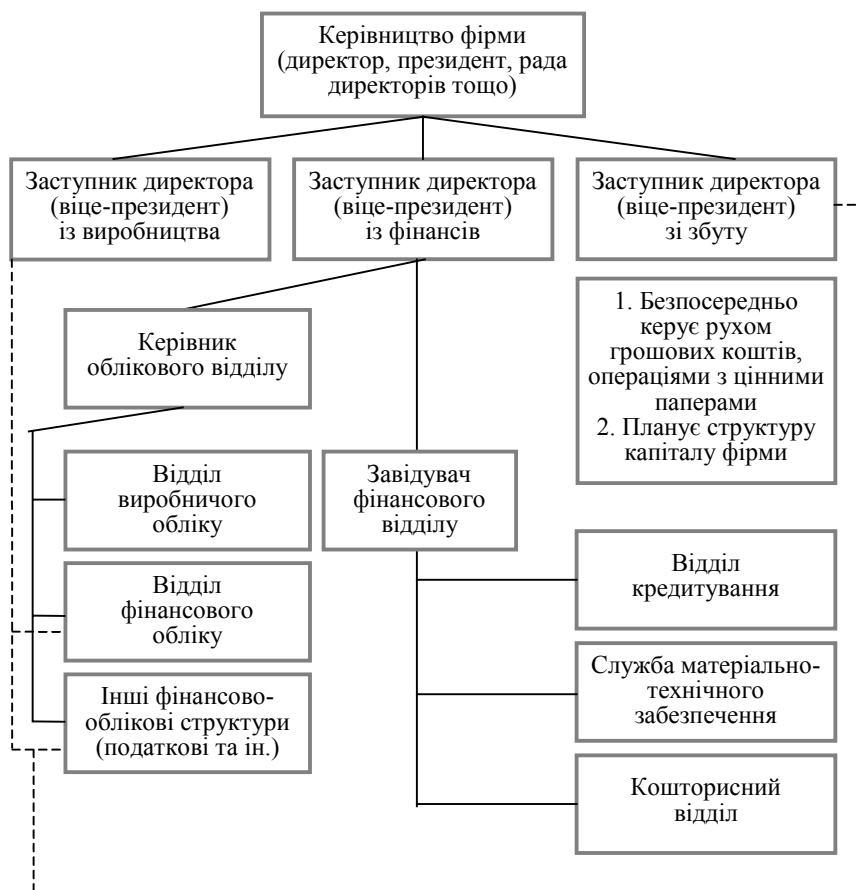 Керівництво фірми
(директор, президент, рада
директорів тощо)
Заступник директора
(віце-президент)
із виробництва
Заступник директора
(віце-президент)
із фінансів
Заступник директора
(віце-президент)
зі збуту
1. Безпосередньо
керує рухом
грошових коштів,
операціями з цінними
паперами
2. Планує структуру
капіталу фірми
Керівник
облікового відділу
Відділ
виробничого
обліку
Завідувач
фінансового
відділу
Відділ
кредитування
Відділ
фінансового
обліку
Служба матеріально-
технічного
забезпечення
Інші фінансово-
облікові структури
(податкові та ін.)
Кошторисний
відділ